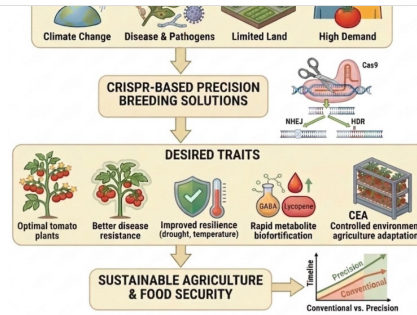 Climate Change
Disease & Pathogens
Limited Land
High Demand
CRISPR-BASED PRECISION
BREEDING SOLUTIONS
Cas9
NHEJ
HDR
DESIRED TRAITS
Optimal tomato
plants
Better disease
resistance
Improved resilience
(drought, temperature)
GABA
Lycopene
Rapid metabolite
biofortification
CEA
Controlled environment
agriculture adaptation
SUSTAINABLE AGRICULTURE
& FOOD SECURITY
Timeline
Precision
Conventional
Conventional vs. Precision